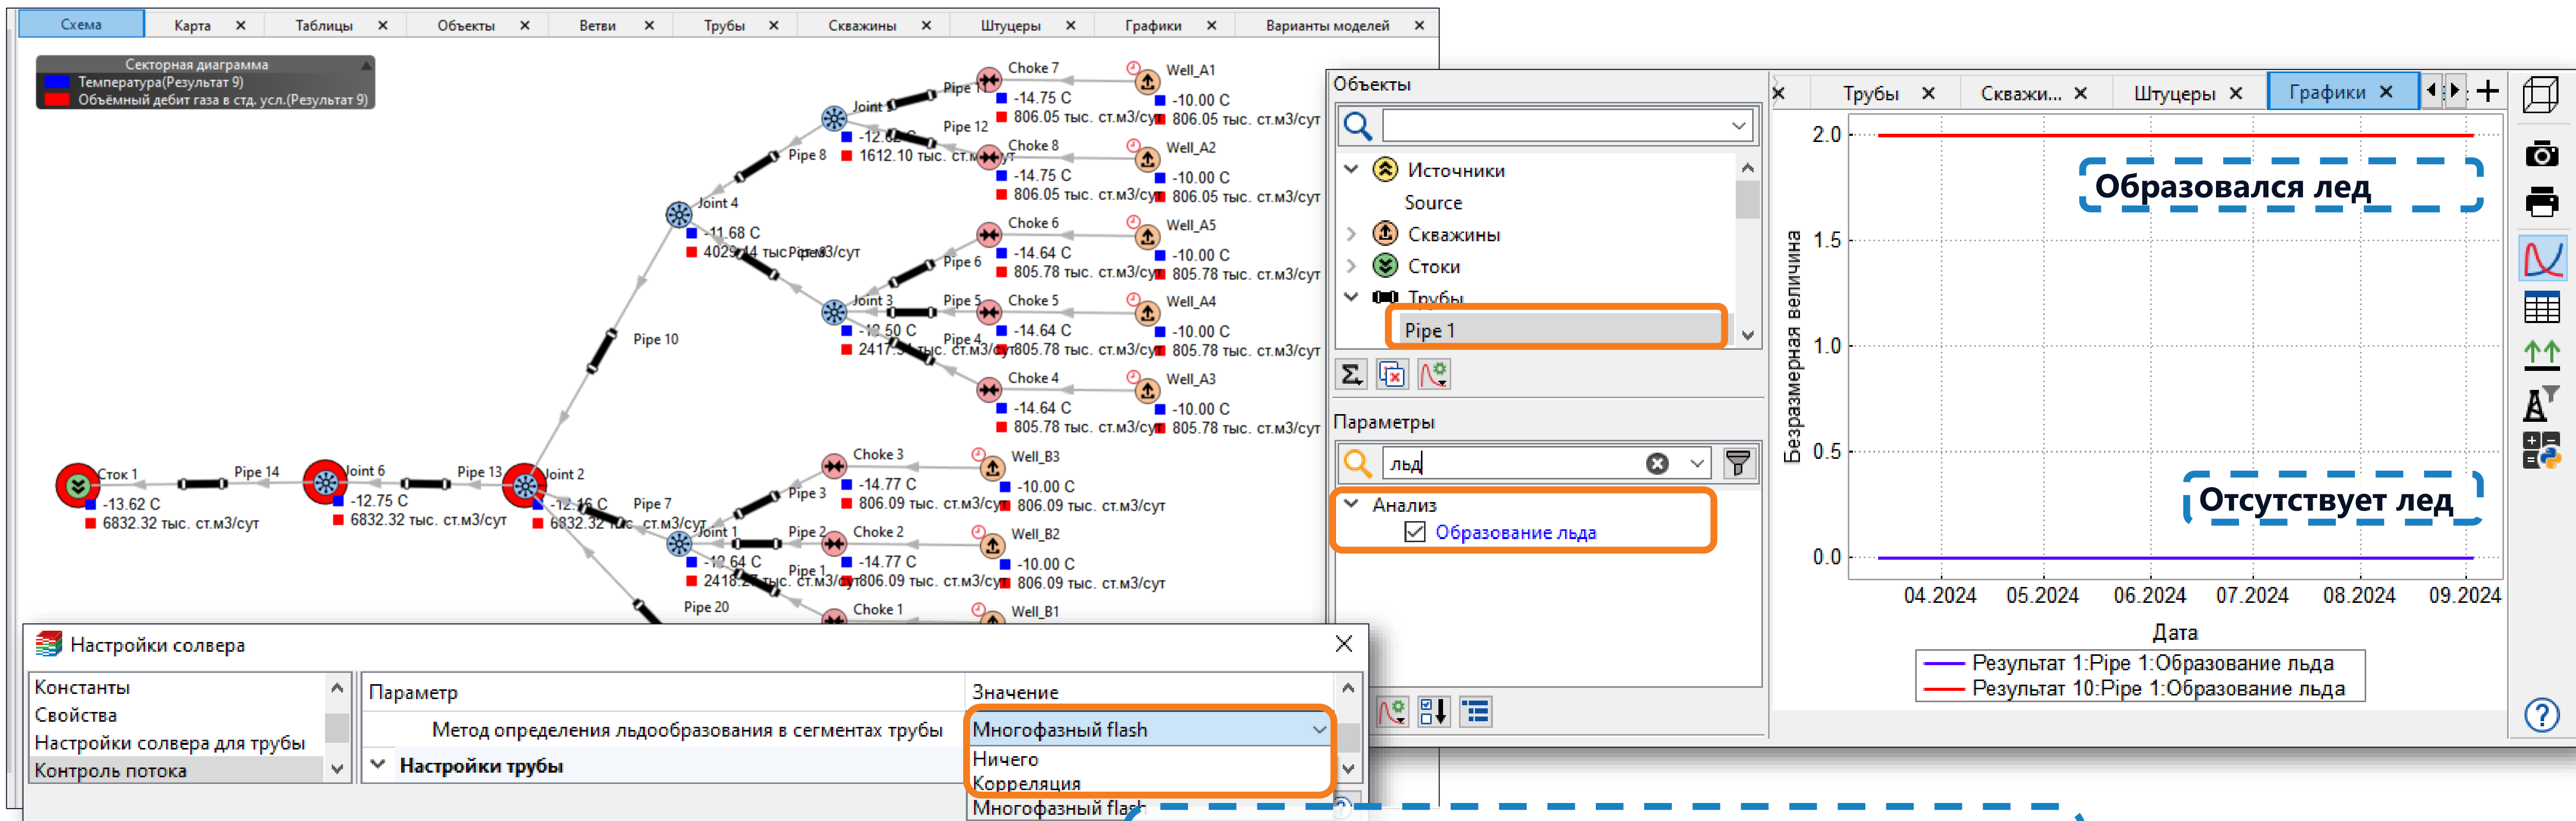 Схема
Карта
Таблицы
Объекты
Ветви
Трубы
Скважины
Штуцеры
Графики
Варианты моделей
Секторная диаграмма
Температура(Результат 9)
Объёмный дебит газа в стд. усл.(Результат 9)
Choke 7
-14.75 C
806.05 тыс. ст.м3/сут
Well_A1
-10.00 C
806.05 тыс. ст.м3/сут
Pipe 12
Choke 8
-14.75 C
806.05 тыс. ст.м3/сут
Well_A2
-10.00 C
806.05 тыс. ст.м3/сут
Pipe 8
1612.10 тыс.
Joint 4
-11.68 C
Choke 6
-14.64 C
805.78 тыс. ст.м3/сут
Well_A5
-10.00 C
805.78 тыс. ст.м3/сут
Pipe 6
Joint 3
Pipe 5
Choke 5
-14.64 C
805.78 тыс. ст.м3/сут
Well_A4
-10.00 C
805.78 тыс. ст.м3/сут
Pipe 4
Pipe 10
Choke 4
-14.64 C
805.78 тыс. ст.м3/сут
Well_A3
-10.00 C
805.78 тыс. ст.м3/сут
Choke 3
-14.77 C
806.09 тыс. ст.м3/сут
Well_B3
-10.00 C
806.09 тыс. ст.м3/сут
Сток 1
-13.62 C
6832.32 тыс. ст.м3/сут
Pipe 14
Joint 6
-12.75 C
6832.32 тыс. ст.м3/сут
Pipe 13
Joint 2
-12.16 C
6832.32
Pipe 7
Pipe 3
Joint 1
Pipe 2
Choke 2
-14.77 C
806.09 тыс. ст.м3/сут
Well_B2
-10.00 C
806.09 тыс. ст.м3/сут
Pipe 1
Pipe 20
Choke 1
Well_B1
Настройки солвера
Константы
Свойства
Настройки солвера для трубы
Контроль потока
Параметр
Значение
Метод определения льдообразования в сегментах трубы
Многофазный flash
Настройки трубы
Ничего
Корреляция
Многофазный flash
Объекты
Источники
Source
Скважины
Стоки
Трубы
Pipe 1
Параметры
льд
Анализ
Образование льда
Трубы
Скважи...
Штуцеры
Графики
2.0
1.5
1.0
0.5
0.0
Безразмерная величина
Образовался лед
Отсутствует лед
04.2024
05.2024
06.2024
07.2024
08.2024
09.2024
Дата
Результат 1:Pipe 1:Образование льда
Результат 10:Pipe 1:Образование льда